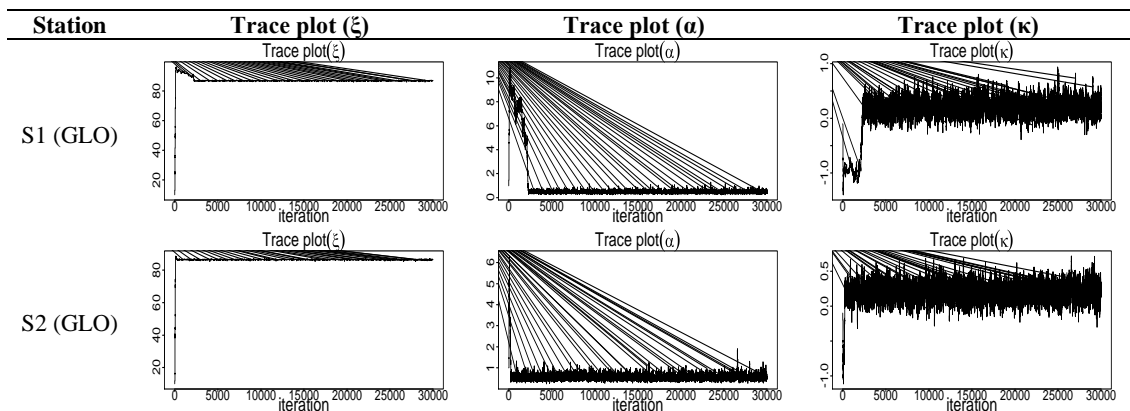 Station Trace plot (ξ) Trace plot (α) Trace plot (κ)
S1 (GLO)
Trace plot(ξ)
80
60
40
20
0 5000 10000 15000 20000 25000 30000
iteration
Trace plot(α)
10
8
6
4
2
0
0 5000 10000 15000 20000 25000 30000
iteration
Trace plot(κ)
1.0
0.0
-1.0
0 5000 10000 15000 20000 25000 30000
iteration
S2 (GLO)
Trace plot(ξ)
80
60
40
20
0 5000 10000 15000 20000 25000 30000
iteration
Trace plot(α)
6
5
4
3
2
1
0 5000 10000 15000 20000 25000 30000
iteration
Trace plot(κ)
0.5
0.0
-1.0
0 5000 10000 15000 20000 25000 30000
iteration